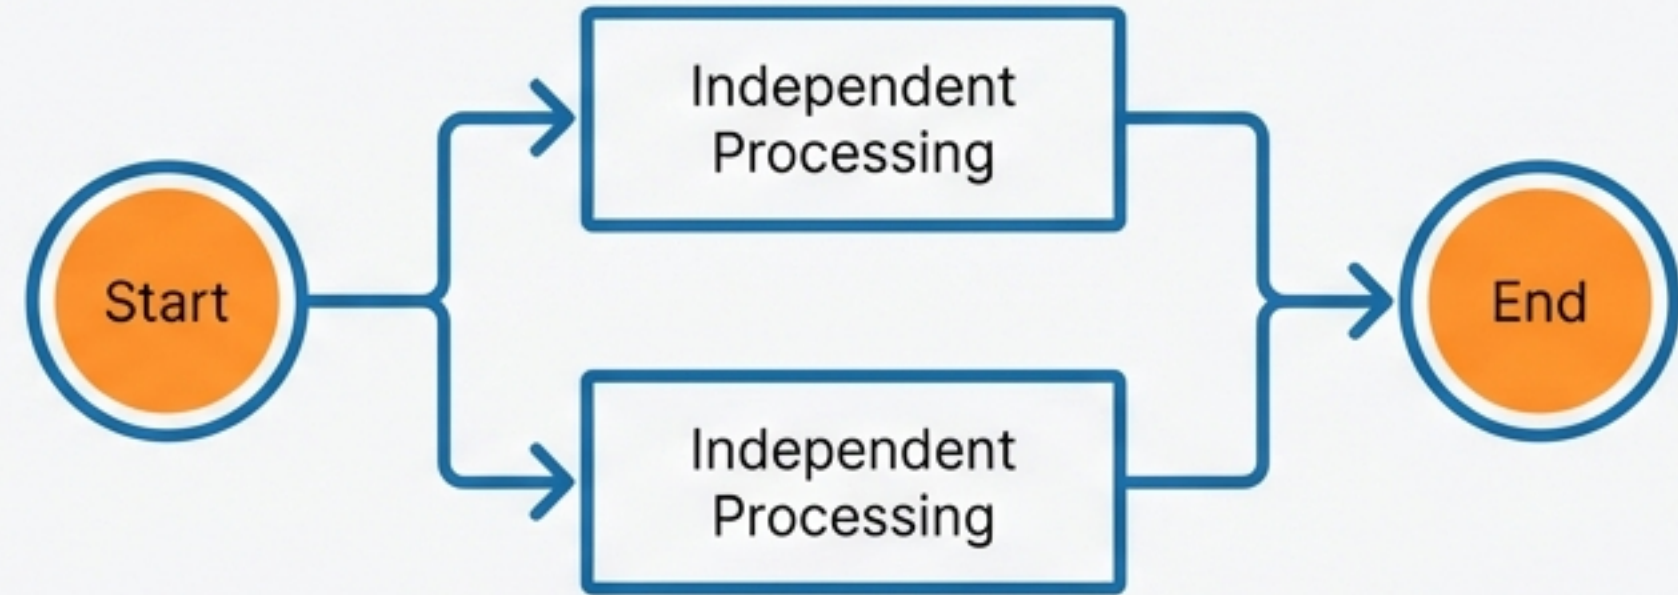 Start
Independent
Processing
Independent
Processing
End